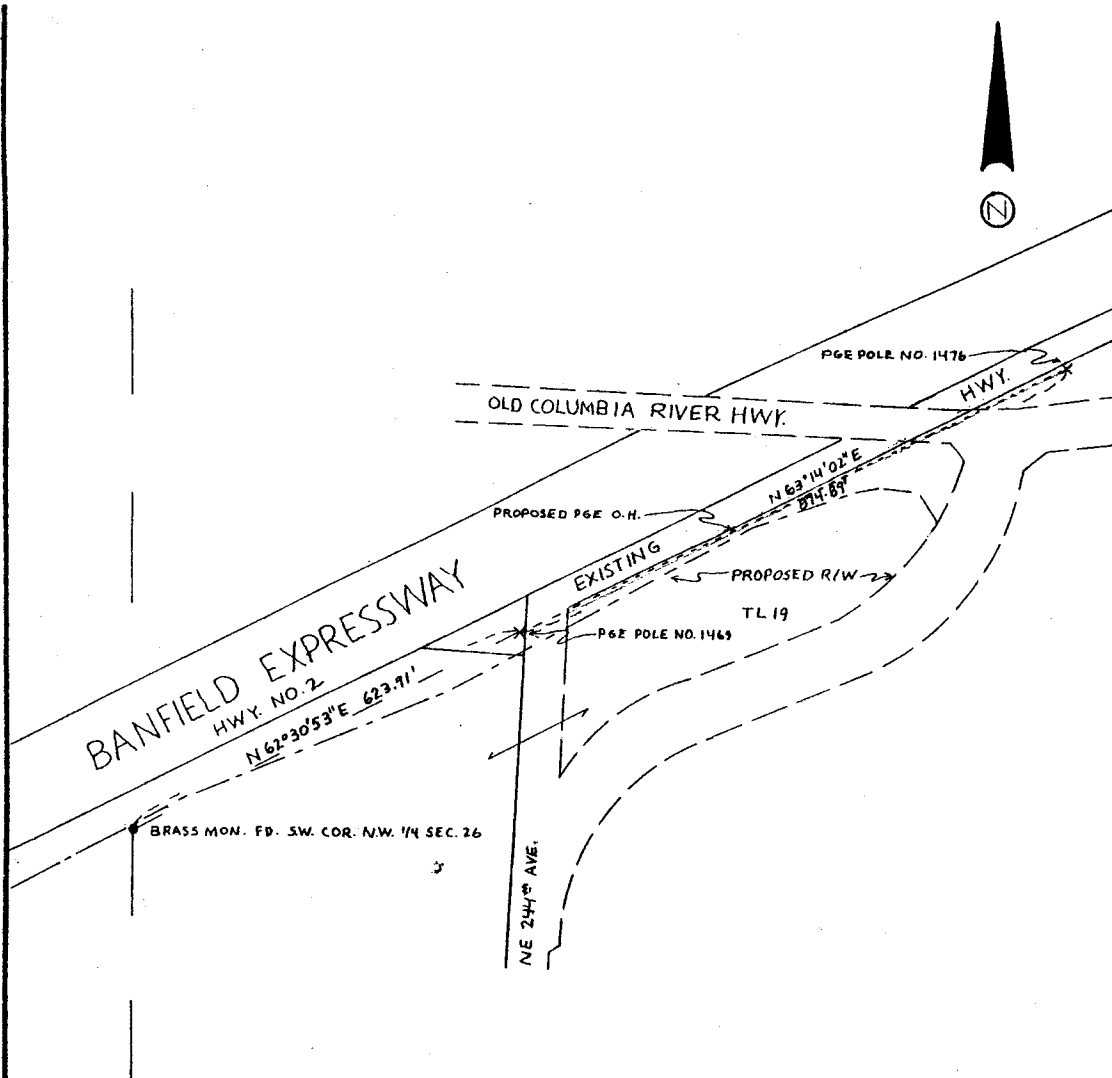 N
PGE POLE NO. 1476
HWY.
OLD COLUMBIA RIVER HWY.
N 63°14'02" E
874.89'
PROPOSED PGE O.H.
EXISTING
PROPOSED R/W
TL 19
PGE POLE NO. 1469
BANFIELD EXPRESSWAY
HWY. NO. 2
N 62°30'53" E 623.91'
BRASS MON. FD. S.W. COR. N.W. 1/4 SEC. 26
NE 244TH AVE.